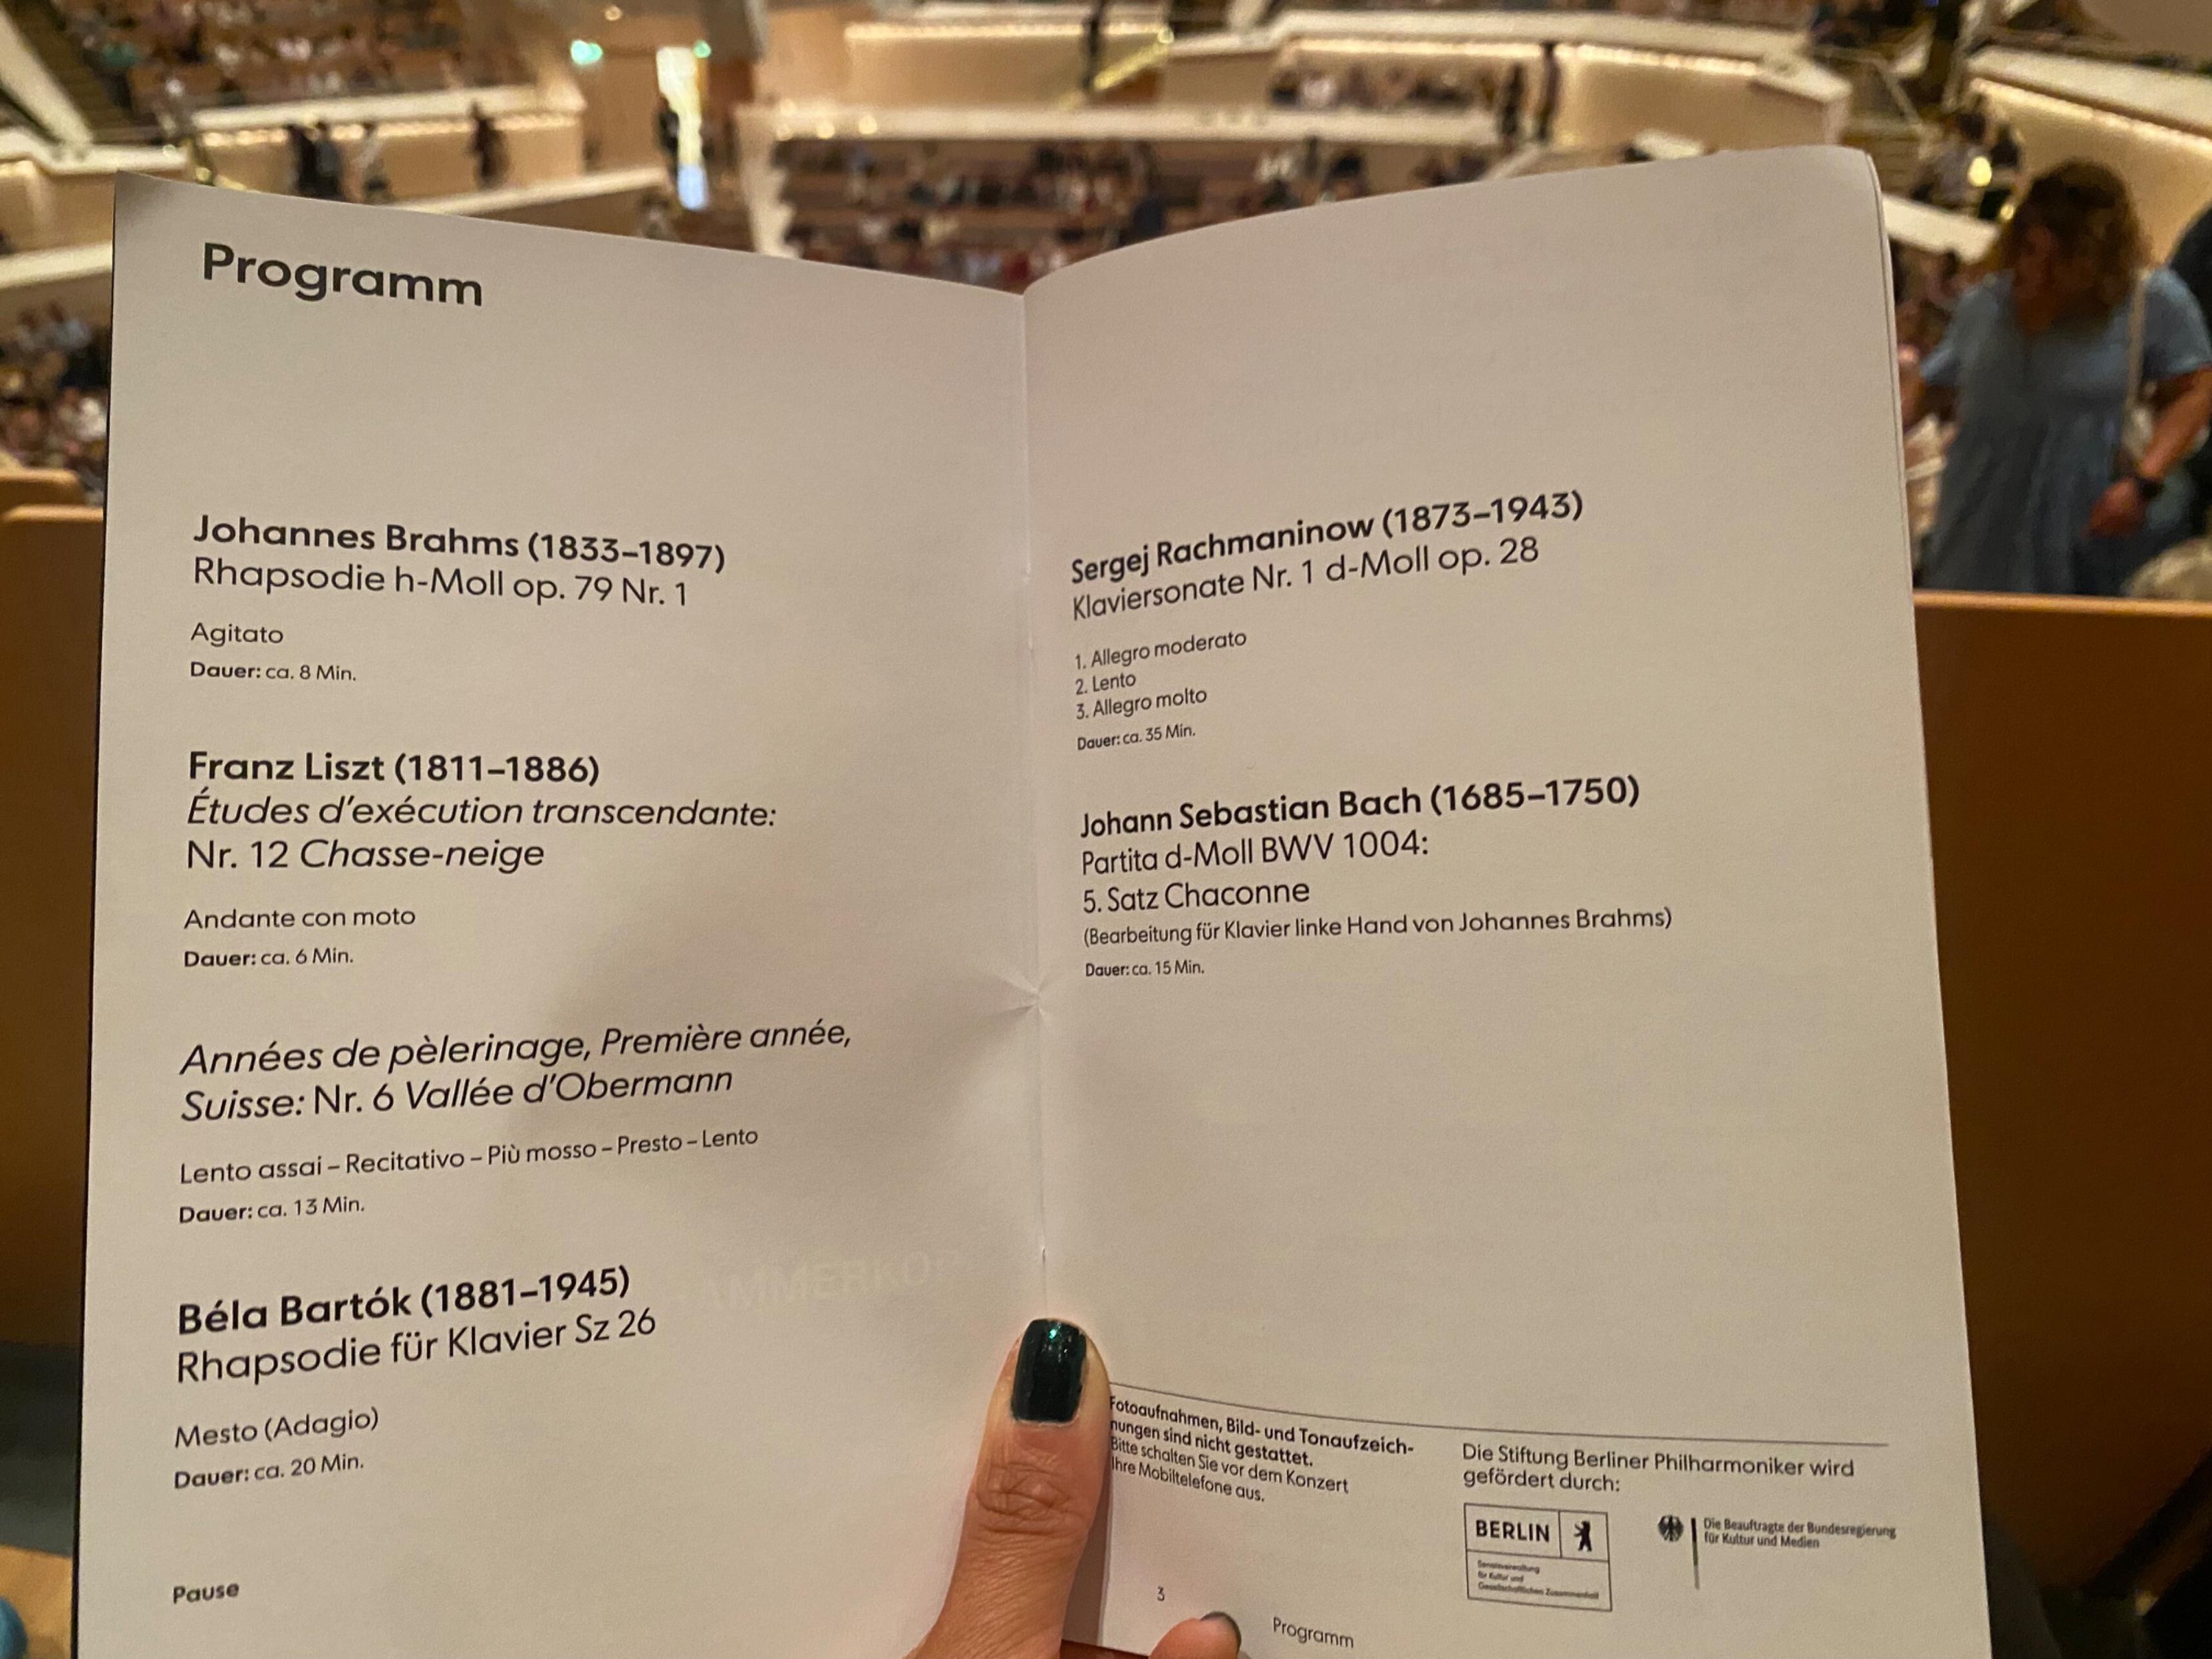 Programm
Johannes Brahms (1833–1897)
Rhapsodie h-Moll op. 79 Nr. 1
Agitato
Dauer: ca. 8 Min.
Franz Liszt (1811–1886)
Études d'exécution transcendante:
Nr. 12 Chasse-neige
Andante con moto
Dauer: ca. 6 Min.
Années de pèlerinage, Première année,
Suisse: Nr. 6 Vallée d'Obermann
Lento assai – Recitativo – Più mosso – Presto – Lento
Dauer: ca. 13 Min.
Béla Bartók (1881–1945)
Rhapsodie für Klavier Sz 26
Mesto (Adagio)
Dauer: ca. 20 Min.
Pause
Sergej Rachmaninow (1873–1943)
Klaviersonate Nr. 1 d-Moll op. 28
1. Allegro moderato
2. Lento
3. Allegro molto
Dauer: ca. 35 Min.
Johann Sebastian Bach (1685–1750)
Partita d-Moll BWV 1004:
5. Satz Chaconne
(Bearbeitung für Klavier linke Hand von Johannes Brahms)
Dauer: ca. 15 Min.
Fotoaufnahmen, Bild- und Tonaufzeich-
nungen sind nicht gestattet.
Bitte schalten Sie vor dem Konzert
Ihre Mobiltelefone aus.
Die Stiftung Berliner Philharmoniker wird
gefördert durch:
BERLIN
Senatsverwaltung
für Kultur und
Gesellschaftlichen Zusammenhalt
Die Beauftragte der Bundesregierung
für Kultur und Medien
3
Programm